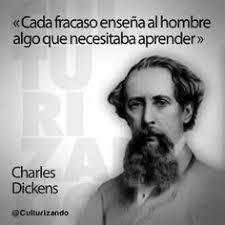 «Cada fracaso enseña al hombre
algo que necesitaba aprender»
Charles
Dickens
@Culturizando